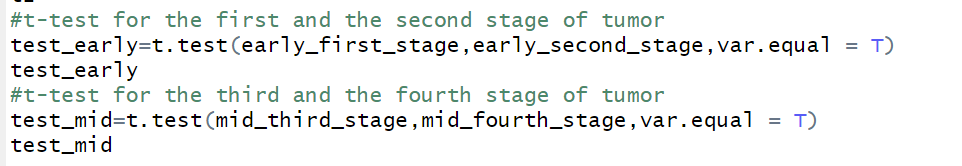 #t-test for the first and the second stage of tumor
test_early=t.test(early_first_stage,early_second_stage,var.equal = T)
test_early
#t-test for the third and the fourth stage of tumor
test_mid=t.test(mid_third_stage,mid_fourth_stage,var.equal = T)
test_mid